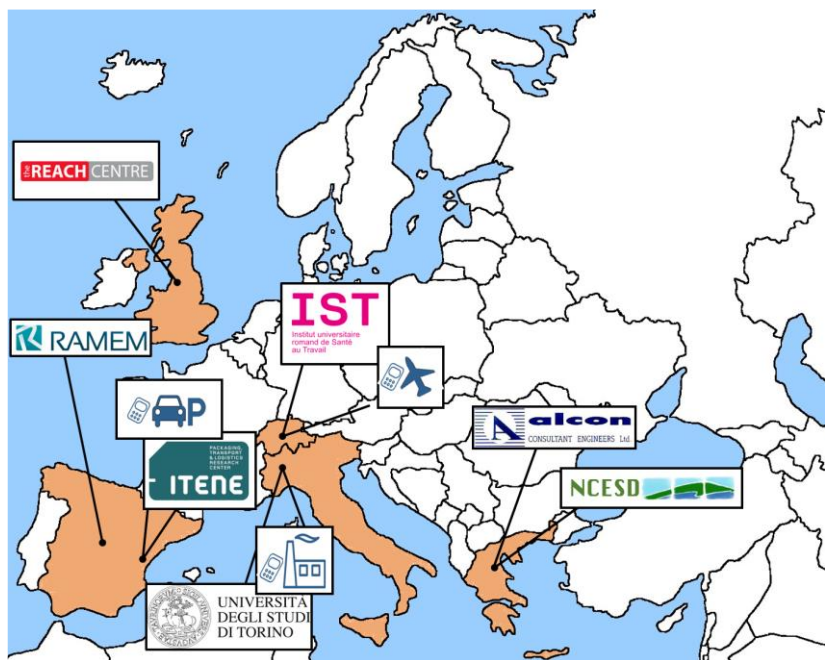 the REACH CENTRE
IST
Institut universitaire
romand de Santé
au Travail
RAMEM
P
PACKAGING,
TRANSPORT
& LOGISTICS
RESEARCH
CENTER
ITENE
A alcon
CONSULTANT ENGINEERS Ltd.
NCESD
UNIVERSITÀ
DEGLI STUDI
DI TORINO